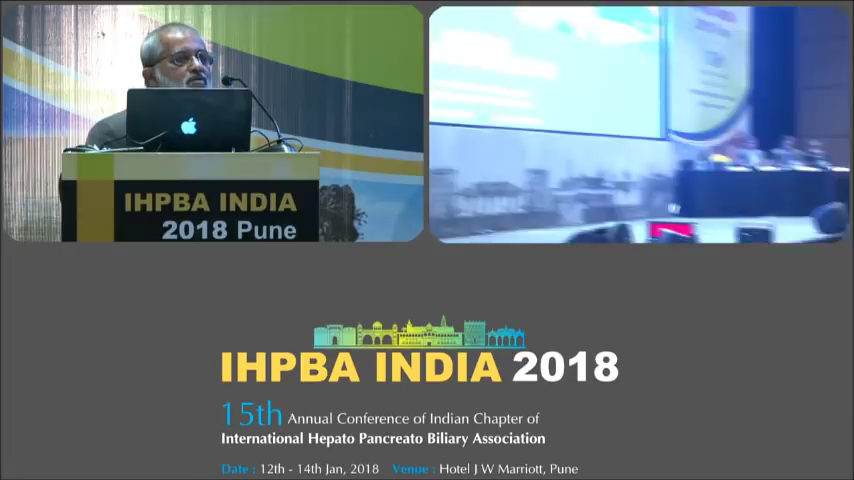 IHPBA INDIA
2018 Pune
IHPBA INDIA 2018
15th Annual Conference of Indian Chapter of
International Hepato Pancreato Biliary Association
Date : 12th - 14th Jan, 2018 Venue : Hotel J W Marriott, Pune